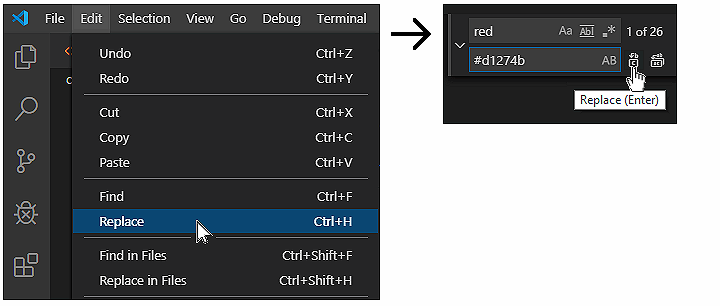 File Edit Selection View Go Debug Terminal
Undo Ctrl+Z
Redo Ctrl+Y
Cut Ctrl+X
Copy Ctrl+C
Paste Ctrl+V
Find Ctrl+F
Replace Ctrl+H
Find in Files Ctrl+Shift+F
Replace in Files Ctrl+Shift+H
red Aa Abl .* 1 of 26
#d1274b AB
Replace (Enter)